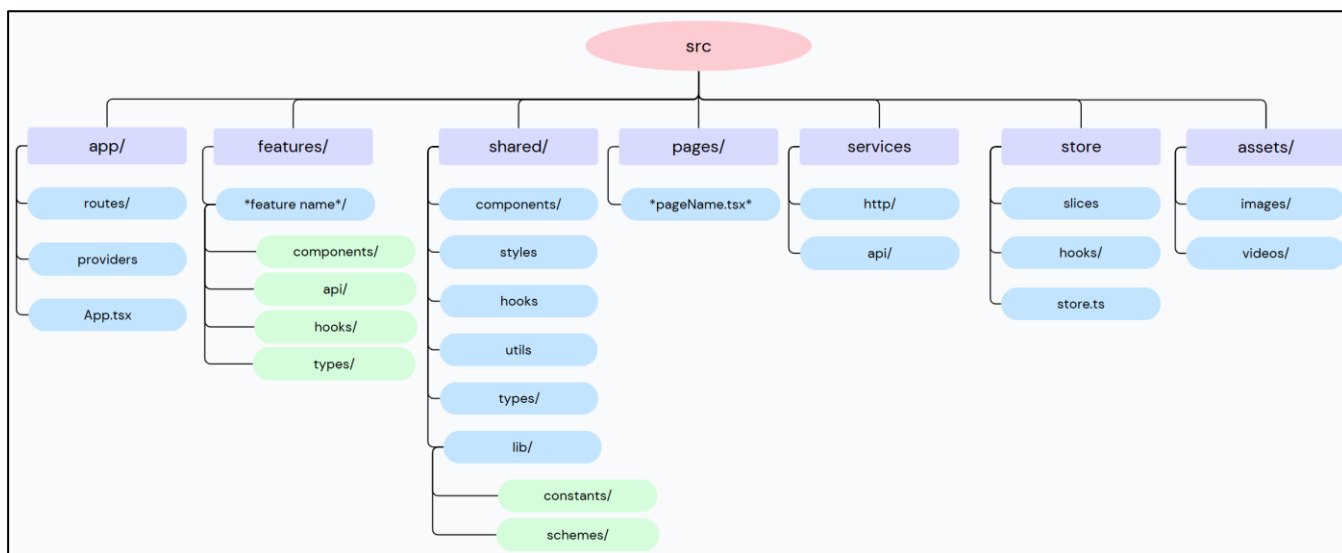 src
app/
features/
shared/
pages/
services
store
assets/
routes/
*feature name*/
components/
*pageName.tsx*
http/
slices
images/
providers
components/
styles
api/
hooks/
videos/
App.tsx
api/
hooks
store.ts
hooks/
utils
types/
types/
lib/
constants/
schemes/